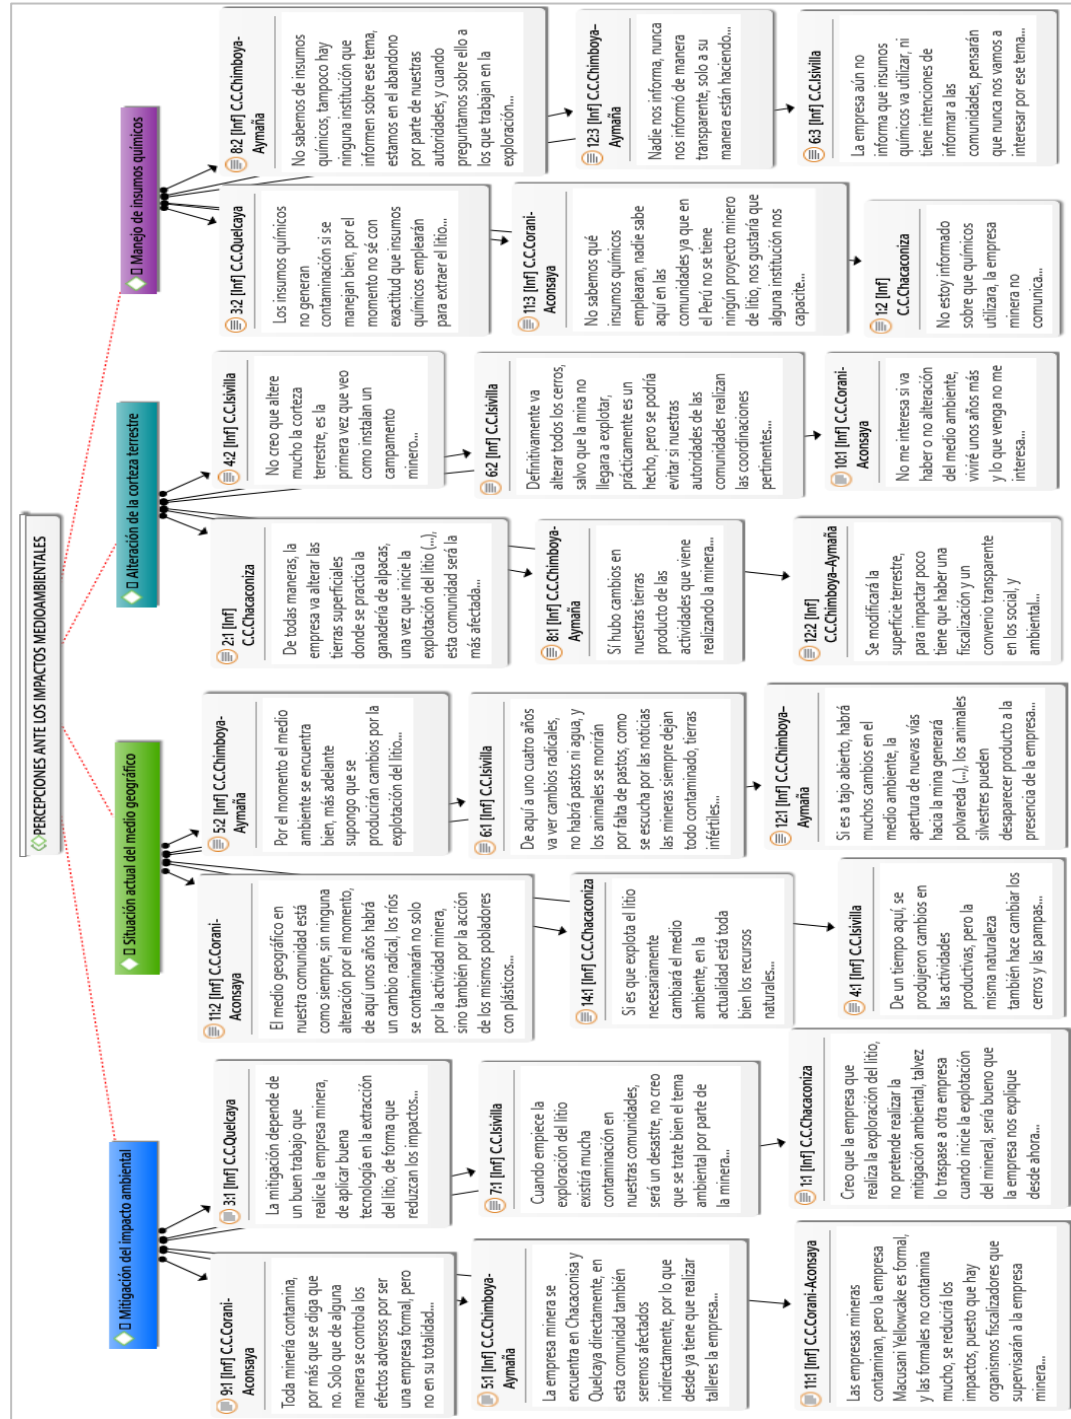 PERCEPCIONES ANTE LOS IMPACTOS MEDIOAMBIENTALES
Mitigación del impacto ambiental
9:1 [Inf] C.C.Corani-
Aconsaya
Toda minería contamina,
por más que se diga que
no. Solo que de alguna
manera se controla los
efectos adversos por ser
una empresa formal, pero
no en su totalidad...
3:1 [Inf] C.C.Quelcaya
La mitigación depende de
un buen trabajo que
realice la empresa minera,
de aplicar buena
tecnología en la extracción
del litio, de forma que
reduzcan los impactos...
5:1 [Inf] C.C.Chimboya-
Aymaña
La empresa minera se
encuentra en Chacaconisa y
Quelcaya directamente, en
esta comunidad también
seremos afectados
indirectamente, por lo que
desde ya tiene que realizar
talleres la empresa...
7:1 [Inf] C.C.Isivilla
Cuando empiece la
exploración del litio
existirá mucha
contaminación en
nuestras comunidades,
será un desastre, no creo
que se trate bien el tema
ambiental por parte de
la minera...
11:1 [Inf] C.C.Corani-Aconsaya
Las empresas mineras
contaminan, pero la empresa
Macusani Yellowcake es formal,
y las formales no contamina
mucho, se reducirá los
impactos, puesto que hay
organismos fiscalizadores que
supervisarán a la empresa
minera...
1:1 [Inf] C.C.Chacaconiza
Creo que la empresa que
realiza la exploración del litio,
no pretende realizar la
mitigación ambiental, talvez
lo traspase a otra empresa
cuando inicie la explotación
del mineral, sería bueno que
la empresa nos explique
desde ahora...
Situación actual del medio geográfico
11:2 [Inf] C.C.Corani-
Aconsaya
El medio geográfico en
nuestra comunidad está
como siempre, sin ninguna
alteración por el momento,
de aquí unos años habrá
un cambio radical, los ríos
se contaminarán no solo
por la actividad minera,
sino también por la acción
de los mismos pobladores
con plásticos...
5:2 [Inf] C.C.Chimboya-
Aymaña
Por el momento el medio
ambiente se encuentra
bien, más adelante
supongo que se
producirán cambios por la
explotación del litio...
14:1 [Inf] C.C.Chacaconiza
Si es que explota el litio
necesariamente
cambiará el medio
ambiente, en la
actualidad está toda
bien los recursos
naturales...
6:1 [Inf] C.C.Isivilla
De aquí a uno cuatro años
va ver cambios radicales,
no habrá pastos ni agua, y
los animales se morirán
por falta de pastos, como
se escucha por las noticias
las mineras siempre dejan
todo contaminado, tierras
infértiles...
4:1 [Inf] C.C.Isivilla
De un tiempo aquí, se
produjeron cambios en
las actividades
productivas, pero la
misma naturaleza
también hace cambiar los
cerros y las pampas...
12:1 [Inf] C.C.Chimboya–
Aymaña
Si es a tajo abierto, habrá
muchos cambios en el
medio ambiente, la
apertura de nuevas vías
hacia la mina generará
polvareda (...), los animales
silvestres pueden
desaparecer producto a la
presencia de la empresa...
Alteración de la corteza terrestre
2:1 [Inf]
C.C.Chacaconiza
De todas maneras, la
empresa va alterar las
tierras superficiales
donde se practica la
ganadería de alpacas,
una vez que inicie la
explotación del litio (...),
esta comunidad será la
más afectada...
4:2 [Inf] C.C.Isivilla
No creo que altere
mucho la corteza
terrestre, es la
primera vez que veo
como instalan un
campamento
minero...
8:1 [Inf] C.C.Chimboya-
Aymaña
Sí hubo cambios en
nuestras tierras
producto de las
actividades que viene
realizando la minera...
6:2 [Inf] C.C.Isivilla
Definitivamente va
alterar todos los cerros,
salvo que la mina no
llegara a explotar,
prácticamente es un
hecho, pero se podría
evitar si nuestras
autoridades de las
comunidades realizan
las coordinaciones
pertinentes...
12:2 [Inf]
C.C.Chimboya–Aymaña
Se modificará la
superficie terrestre,
para impactar poco
tiene que haber una
fiscalización y un
convenio transparente
en los social, y
ambiental...
10:1 [Inf] C.C.Corani-
Aconsaya
No me interesa si va
haber o no alteración
del medio ambiente,
viviré unos años más
y lo que venga no me
interesa...
Manejo de insumos químicos
3:2 [Inf] C.C.Quelcaya
Los insumos químicos
no generan
contaminación si se
manejan bien, por el
momento no sé con
exactitud que insumos
químicos emplearán
para extraer el litio...
8:2 [Inf] C.C.Chimboya-
Aymaña
No sabemos de insumos
químicos, tampoco hay
ninguna institución que
informen sobre ese tema,
estamos en el abandono
por parte de nuestras
autoridades, y cuando
preguntamos sobre ello a
los que trabajan en la
exploración...
11:3 [Inf] C.C.Corani-
Aconsaya
No sabemos qué
insumos químicos
emplearan, nadie sabe
aquí en las
comunidades ya que en
el Perú no se tiene
ningún proyecto minero
de litio, nos gustaría que
alguna institución nos
capacite...
12:3 [Inf] C.C.Chimboya-
Aymaña
Nadie nos informa, nunca
nos informó de manera
transparente, solo a su
manera están haciendo...
1:2 [Inf]
C.C.Chacaconiza
No estoy informado
sobre que químicos
utilizara, la empresa
minera no
comunica...
6:3 [Inf] C.C.Isivilla
La empresa aún no
informa que insumos
químicos va utilizar, ni
tiene intenciones de
informar a las
comunidades, pensarán
que nunca nos vamos a
interesar por ese tema...